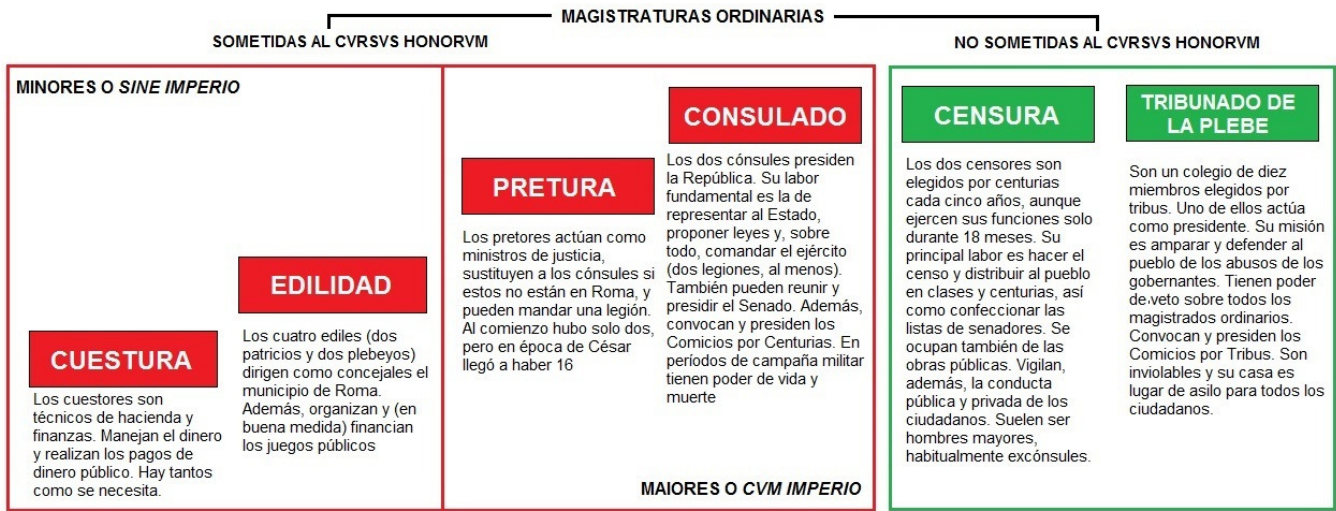 MAGISTRATURAS ORDINARIAS
SOMETIDAS AL CVRSVS HONORVM
NO SOMETIDAS AL CVRSVS HONORVM
MINORES O SINE IMPERIO
CUESTURA
Los cuestores son
técnicos de hacienda y
finanzas. Manejan el dinero
y realizan los pagos de
dinero público. Hay tantos
como se necesita.
EDILIDAD
Los cuatro ediles (dos
patricios y dos plebeyos)
dirigen como concejales el
municipio de Roma.
Además, organizan y (en
buena medida) financian
los juegos públicos
PRETURA
Los pretores actúan como
ministros de justicia,
sustituyen a los cónsules si
estos no están en Roma, y
pueden mandar una legión.
Al comienzo hubo solo dos,
pero en época de César
llegó a haber 16
CONSULADO
Los dos cónsules presiden
la República. Su labor
fundamental es la de
representar al Estado,
proponer leyes y, sobre
todo, comandar el ejército
(dos legiones, al menos).
También pueden reunir y
presidir el Senado. Además,
convocan y presiden los
Comicios por Centurias. En
períodos de campaña militar
tienen poder de vida y
muerte
MAIORES O CVM IMPERIO
CENSURA
Los dos censores son
elegidos por centurias
cada cinco años, aunque
ejercen sus funciones solo
durante 18 meses. Su
principal labor es hacer el
censo y distribuir al pueblo
en clases y centurias, así
como confeccionar las
listas de senadores. Se
ocupan también de las
obras públicas. Vigilan,
además, la conducta
pública y privada de los
ciudadanos. Suelen ser
hombres mayores,
habitualmente excónsules.
TRIBUNADO DE
LA PLEBE
Son un colegio de diez
miembros elegidos por
tribus. Uno de ellos actúa
como presidente. Su misión
es amparar y defender al
pueblo de los abusos de los
gobernantes. Tienen poder
de veto sobre todos los
magistrados ordinarios.
Convocan y presiden los
Comicios por Tribus. Son
inviolables y su casa es
lugar de asilo para todos los
ciudadanos.